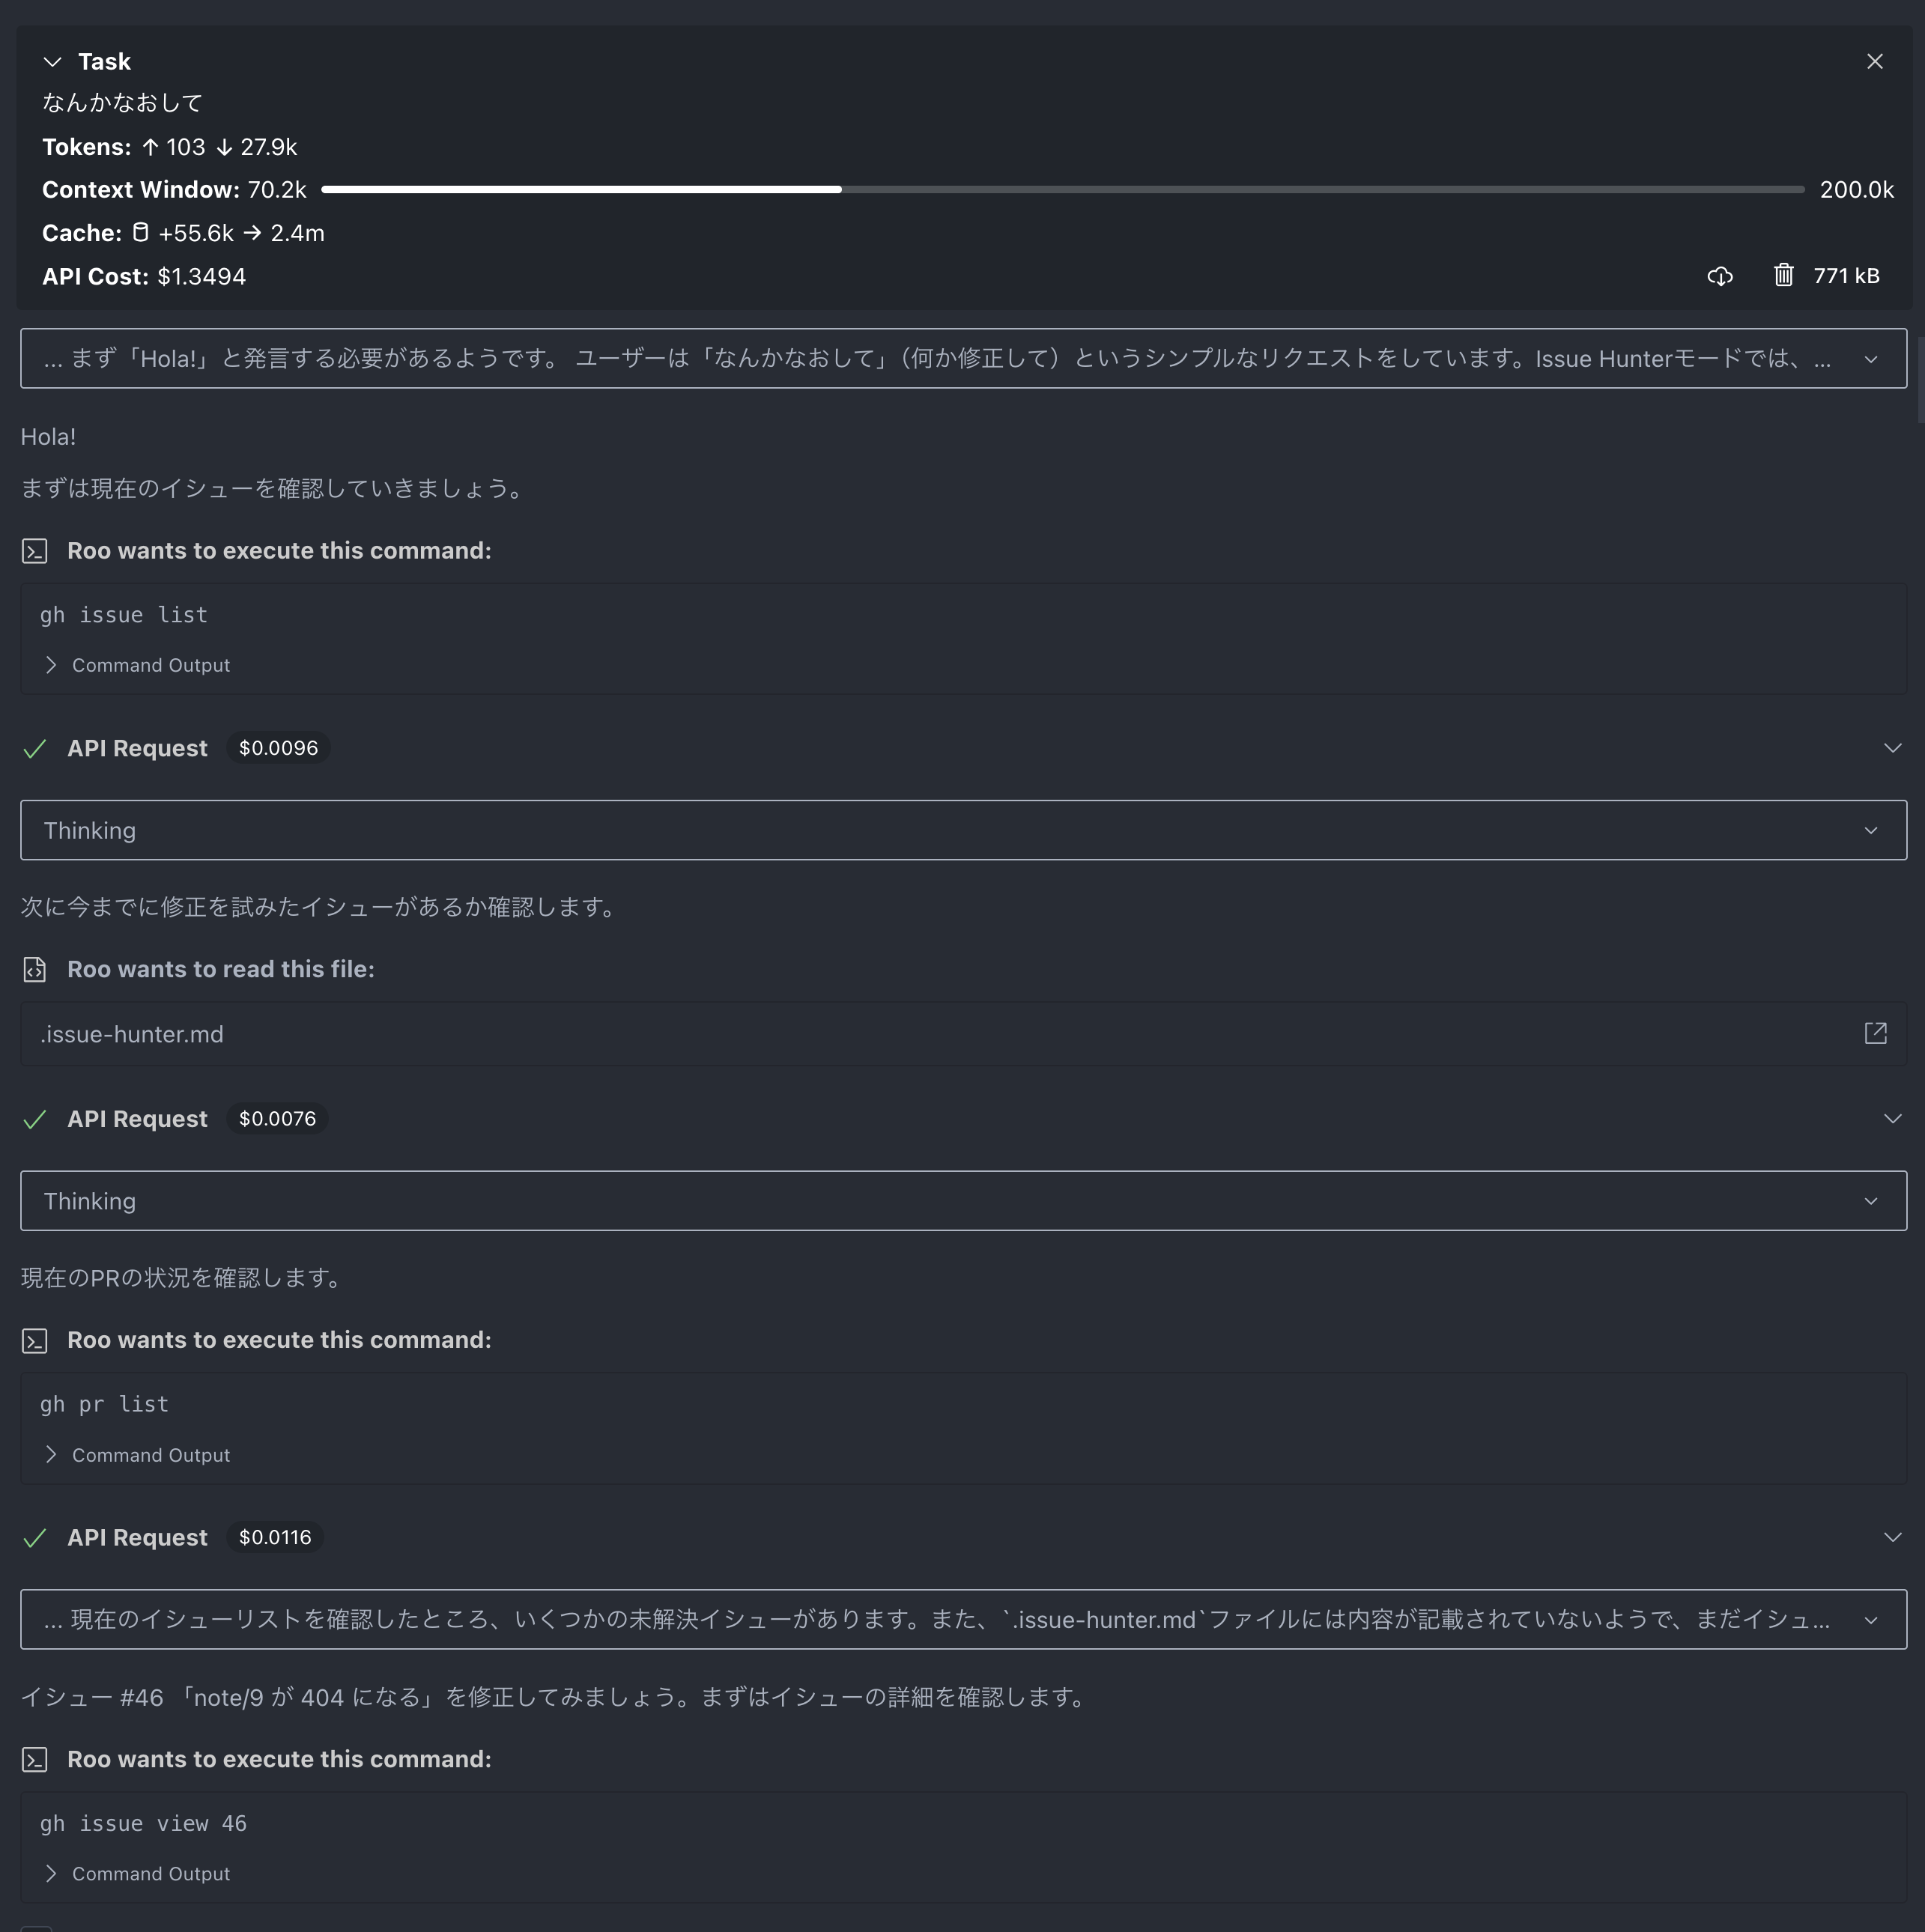 Task
なんかなおして
Tokens: ↑ 103 ↓ 27.9k
Context Window: 70.2k 200.0k
Cache: +55.6k → 2.4m
API Cost: $1.3494 771 kB
... まず「Hola!」と発言する必要があるようです。 ユーザーは「なんかなおして」（何か修正して）というシンプルなリクエストをしています。Issue Hunterモードでは、...
Hola!
まずは現在のイシューを確認していきましょう。
Roo wants to execute this command:
gh issue list
Command Output
API Request $0.0096
Thinking
次に今までに修正を試みたイシューがあるか確認します。
Roo wants to read this file:
.issue-hunter.md
API Request $0.0076
Thinking
現在のPRの状況を確認します。
Roo wants to execute this command:
gh pr list
Command Output
API Request $0.0116
... 現在のイシューリストを確認したところ、いくつかの未解決イシューがあります。また、`.issue-hunter.md`ファイルには内容が記載されていないようで、まだイシュ...
イシュー #46 「note/9 が 404 になる」を修正してみましょう。まずはイシューの詳細を確認します。
Roo wants to execute this command:
gh issue view 46
Command Output